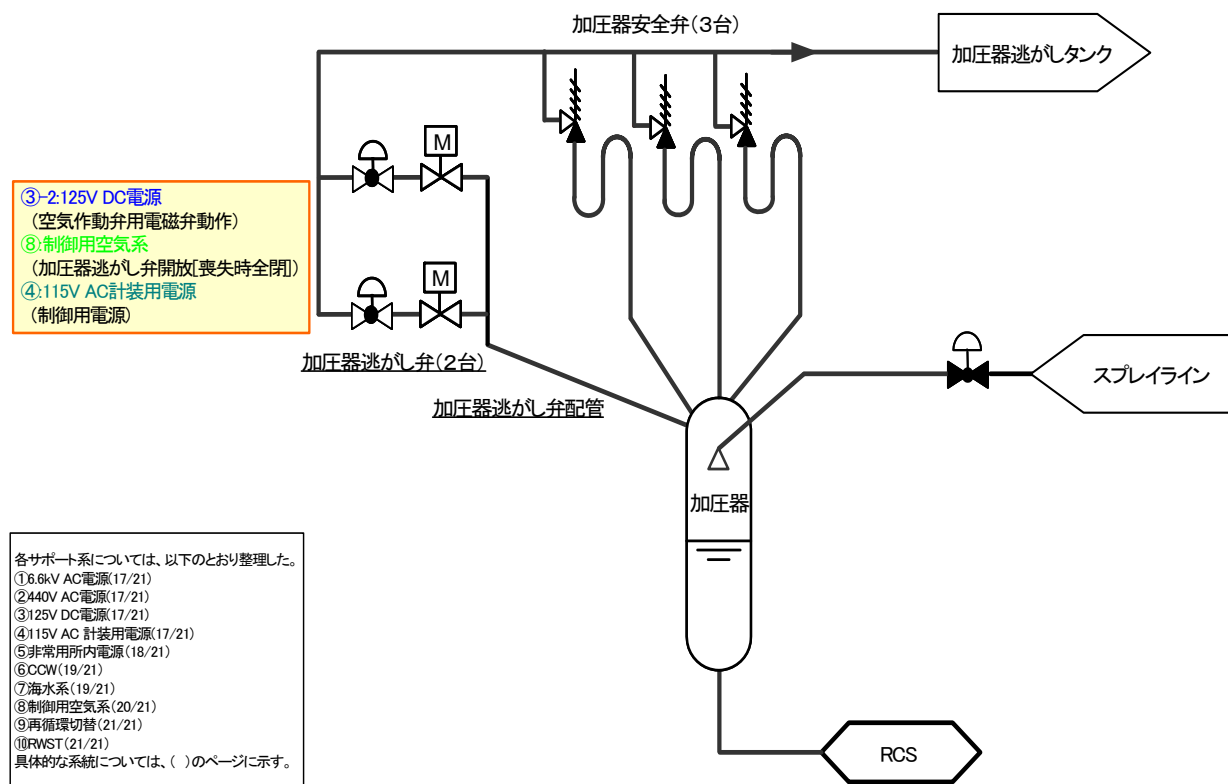 加圧器安全弁(3台)
加圧器逃がしタンク
M
③-2:125V DC電源
(空気作動弁用電磁弁動作)
⑧:制御用空気系
(加圧器逃がし弁開放[喪失時全閉])
④:115V AC計装用電源
(制御用電源)
M
加圧器逃がし弁(2台)
スプレイライン
加圧器逃がし弁配管
加圧器
各サポート系については、以下のとおり整理した。
①6.6kV AC電源(17/21)
②440V AC電源(17/21)
③125V DC電源(17/21)
④115V AC 計装用電源(17/21)
⑤非常用所内電源(18/21)
⑥CCW(19/21)
⑦海水系(19/21)
⑧制御用空気系(20/21)
⑨再循環切替(21/21)
⑩RWST(21/21)
具体的な系統については、( )のページに示す。
RCS